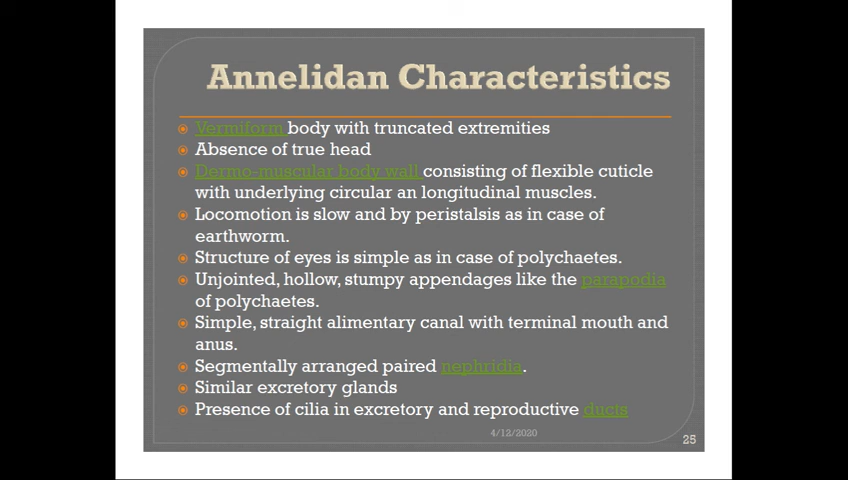 Annelidan Characteristics
Vermiform body with truncated extremities
Absence of true head
Dermo-muscular body wall consisting of flexible cuticle
with underlying circular an longitudinal muscles.
Locomotion is slow and by peristalsis as in case of
earthworm.
Structure of eyes is simple as in case of polychaetes.
Unjointed, hollow, stumpy appendages like the parapodia
of polychaetes.
Simple, straight alimentary canal with terminal mouth and
anus.
Segmentally arranged paired nephridia.
Similar excretory glands
Presence of cilia in excretory and reproductive ducts
4/12/2020
25